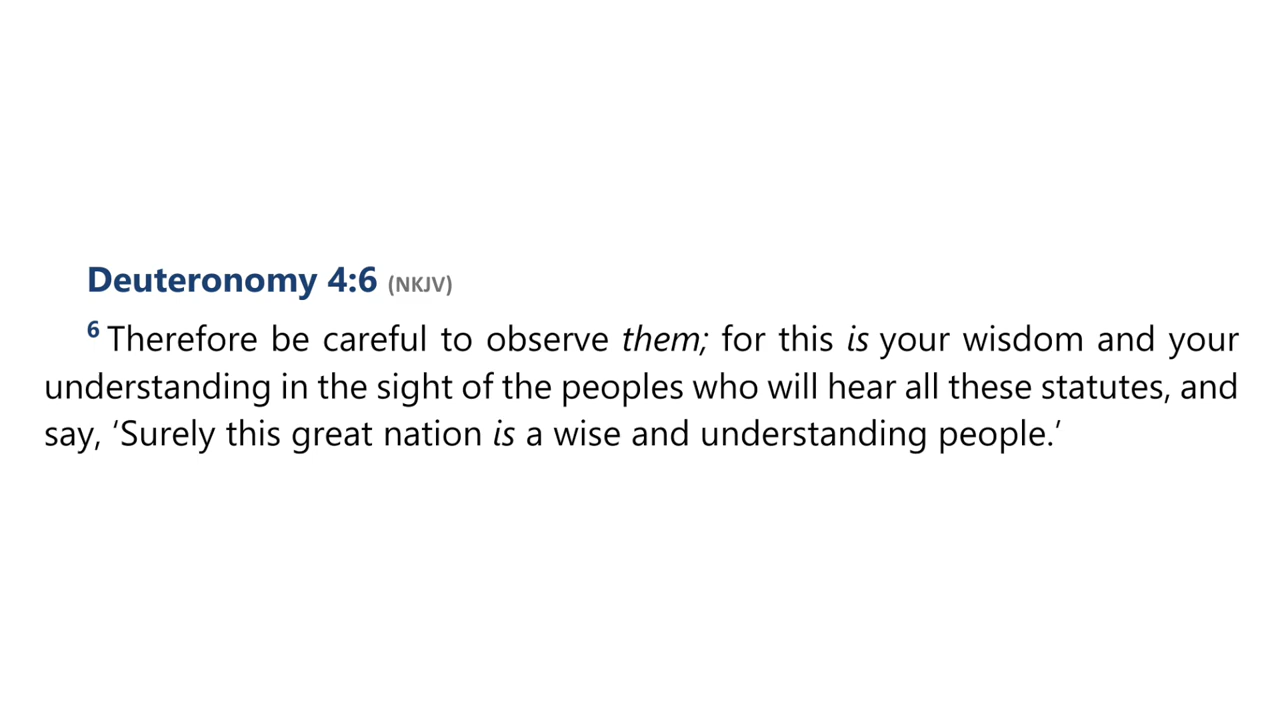 Deuteronomy 4:6 (NKJV)
6 Therefore be careful to observe them; for this is your wisdom and your
understanding in the sight of the peoples who will hear all these statutes, and
say, ‘Surely this great nation is a wise and understanding people.’